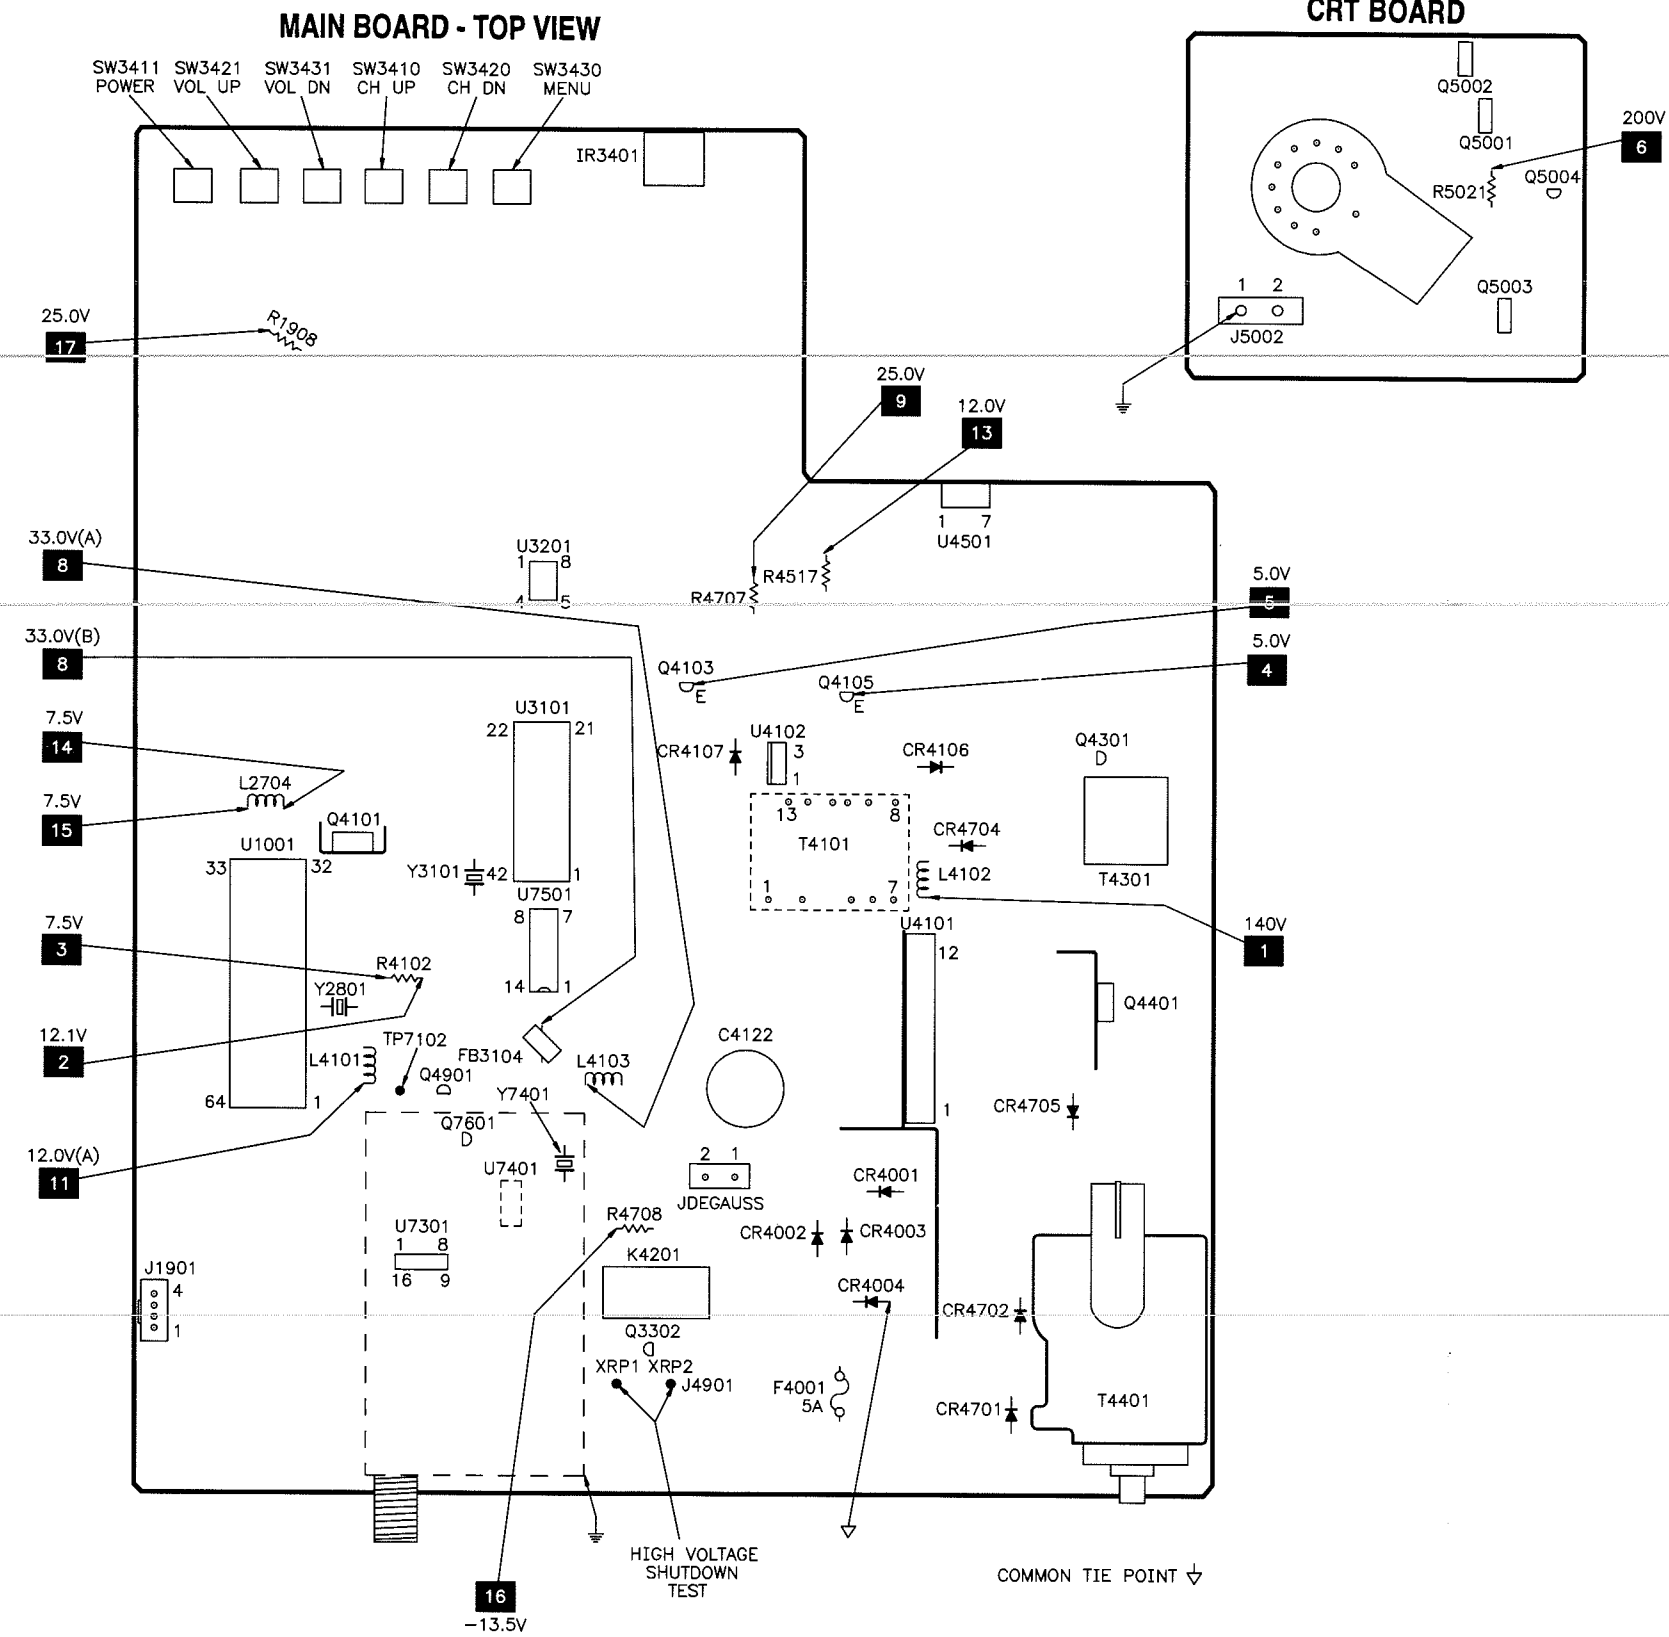 MAIN BOARD - TOP VIEW
CRT BOARD
SW3411 POWER
SW3421 VOL UP
SW3431 VOL DN
SW3410 CH UP
SW3420 CH DN
SW3430 MENU
IR3401
Q5002
Q5001
200V
6
R5021
Q5004
1 2
J5002
Q5003
25.0V
17
R1908
25.0V
9
12.0V
13
1 7
U4501
33.0V(A)
8
U3201
1 8
4 5
R4517
R4707
5.0V
5
33.0V(B)
8
5.0V
4
Q4103
E
Q4105
E
7.5V
14
U3101
22 21
42 1
CR4107
U4102
3
1
CR4106
Q4301
D
L2704
7.5V
15
Q4101
13 8
T4101
1 7
CR4704
L4102
T4301
U1001
33 32
64 1
Y3101
U7501
8 7
14 1
U4101
12
1
140V
1
7.5V
3
R4102
Y2801
Q4401
12.1V
2
TP7102
L4101
FB3104
Q4901
Y7401
L4103
C4122
CR4705
Q7601
D
12.0V(A)
11
U7401
2 1
JDEGAUSS
CR4001
R4708
CR4002
CR4003
U7301
1 8
16 9
K4201
J1901
4
1
CR4004
CR4702
Q3302
XRP1 XRP2
J4901
F4001
5A
CR4701
T4401
HIGH VOLTAGE
SHUTDOWN
TEST
COMMON TIE POINT
16
-13.5V